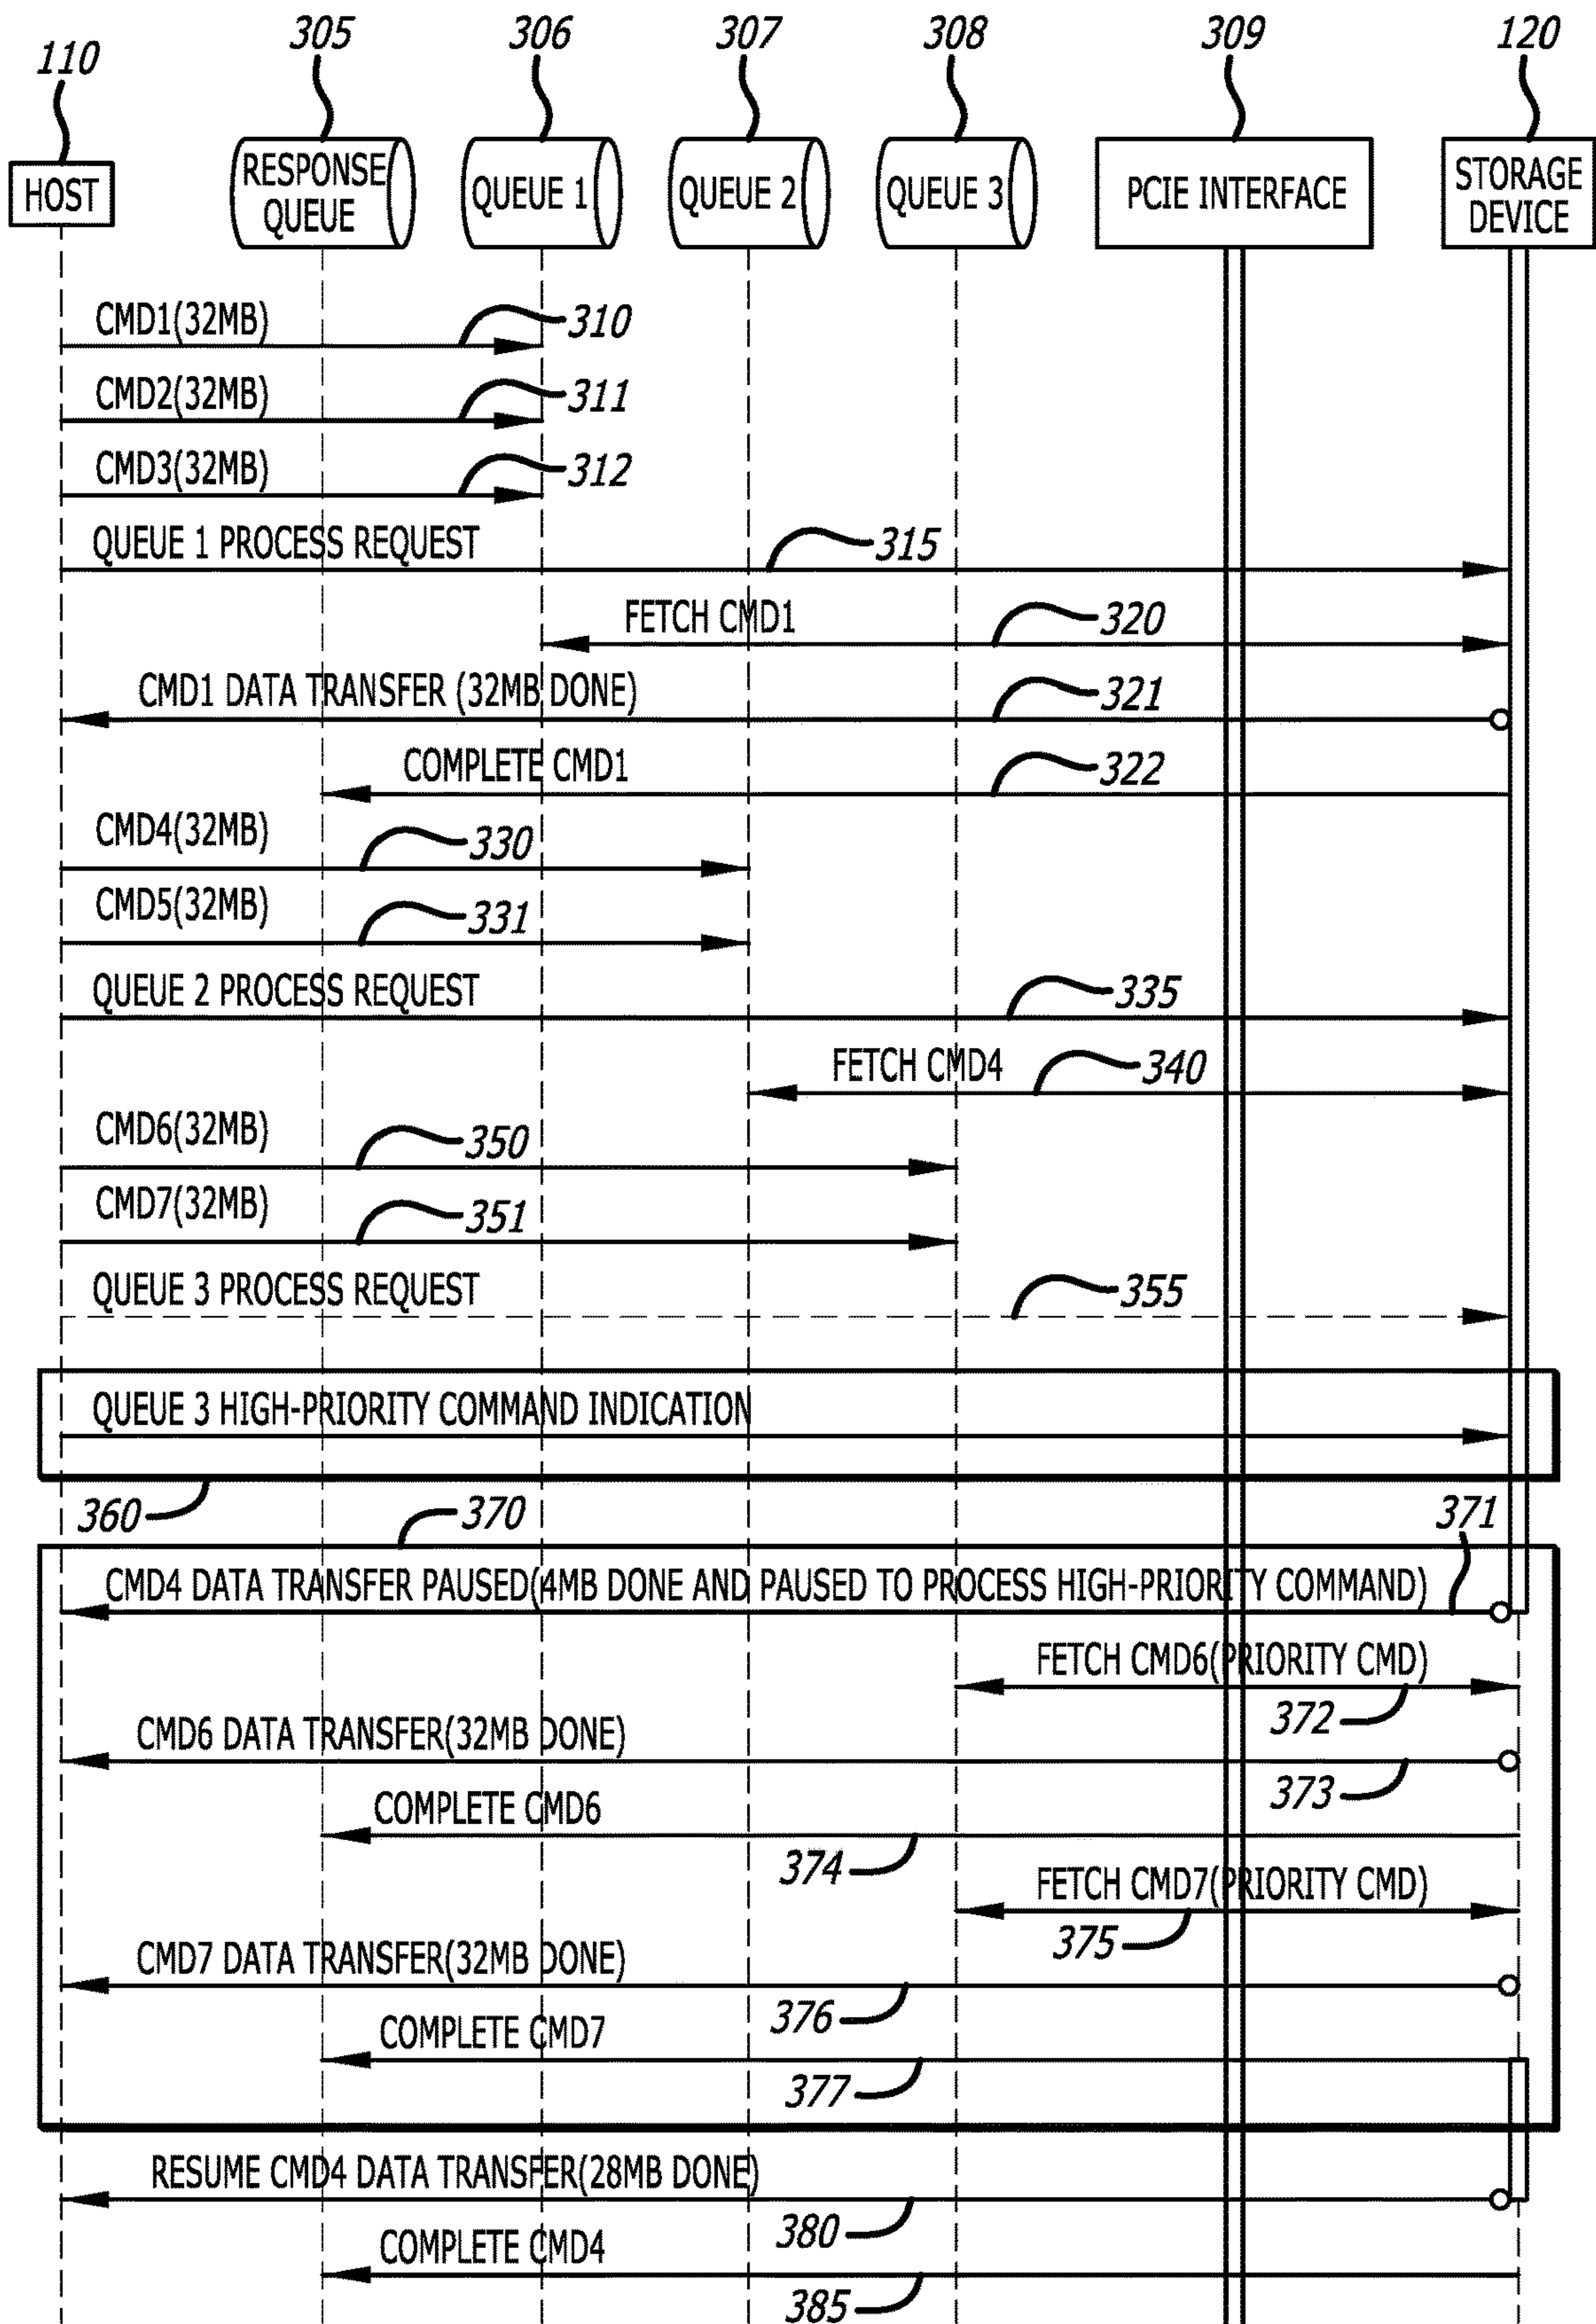 305 306 307 308 309 120
110
HOST
RESPONSE
QUEUE
QUEUE 1
QUEUE 2
QUEUE 3
PCIE INTERFACE
STORAGE
DEVICE
CMD1(32MB) 310
CMD2(32MB) 311
CMD3(32MB) 312
QUEUE 1 PROCESS REQUEST 315
FETCH CMD1 320
CMD1 DATA TRANSFER (32MB DONE) 321
COMPLETE CMD1 322
CMD4(32MB) 330
CMD5(32MB) 331
QUEUE 2 PROCESS REQUEST 335
FETCH CMD4 340
CMD6(32MB) 350
CMD7(32MB) 351
QUEUE 3 PROCESS REQUEST 355
QUEUE 3 HIGH-PRIORITY COMMAND INDICATION
360 370 371
CMD4 DATA TRANSFER PAUSED(4MB DONE AND PAUSED TO PROCESS HIGH-PRIORITY COMMAND)
FETCH CMD6(PRIORITY CMD)
372
CMD6 DATA TRANSFER(32MB DONE)
373
COMPLETE CMD6
374
FETCH CMD7(PRIORITY CMD)
375
CMD7 DATA TRANSFER(32MB DONE)
376
COMPLETE CMD7
377
RESUME CMD4 DATA TRANSFER(28MB DONE)
380
COMPLETE CMD4
385